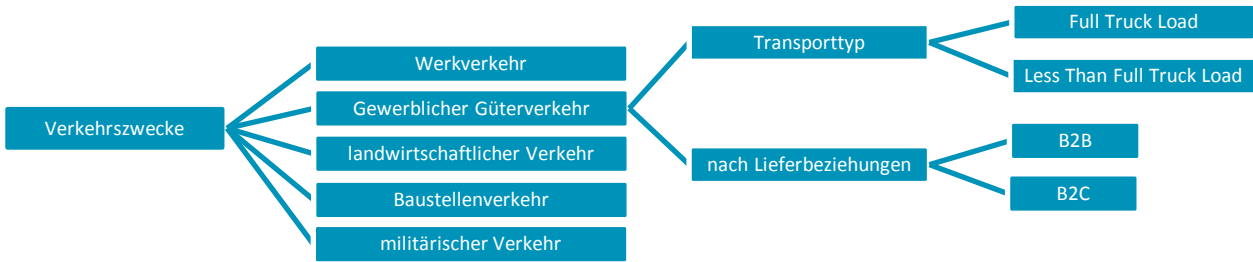 Verkehrszwecke
Werkverkehr
Gewerblicher Güterverkehr
landwirtschaftlicher Verkehr
Baustellenverkehr
militärischer Verkehr
Transporttyp
nach Lieferbeziehungen
Full Truck Load
Less Than Full Truck Load
B2B
B2C